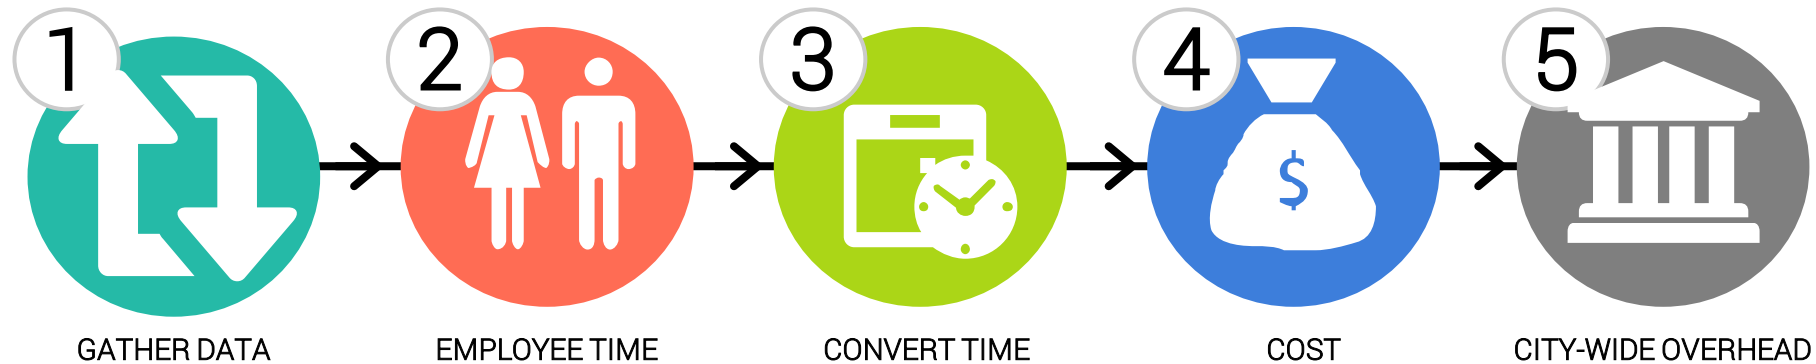 1
2
3
4
5
$
GATHER DATA
EMPLOYEE TIME
CONVERT TIME
COST
CITY-WIDE OVERHEAD